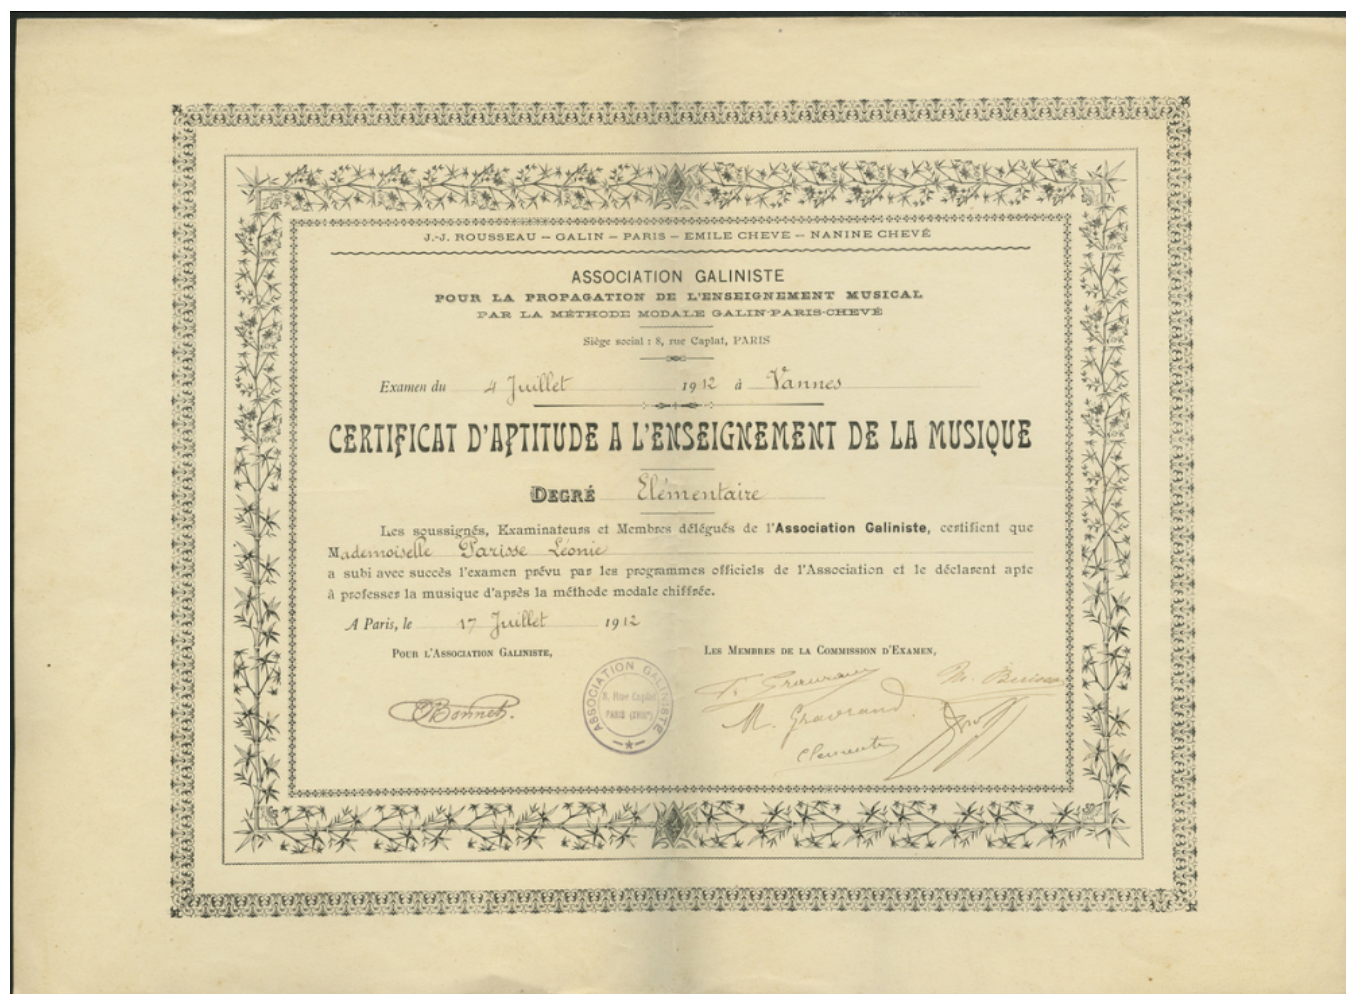 J.-J. ROUSSEAU – GALIN – PARIS – EMILE CHEVÉ – NANINE CHEVÉ
ASSOCIATION GALINISTE
POUR LA PROPAGATION DE L'ENSEIGNEMENT MUSICAL
PAR LA MÉTHODE MODALE GALIN-PARIS-CHEVÉ
Siège social : 8, rue Caplat, PARIS
Examen du 4 Juillet 1912 à Vannes
CERTIFICAT D'APTITUDE A L'ENSEIGNEMENT DE LA MUSIQUE
DEGRÉ Elémentaire
Les soussignés, Examinateurs et Membres délégués de l'Association Galiniste, certifient que
Mademoiselle Parisse Léonie
a subi avec succès l'examen prévu par les programmes officiels de l'Association et le déclarent apte
à professer la musique d'après la méthode modale chiffrée.
A Paris, le 17 Juillet 1912
POUR L'ASSOCIATION GALINISTE,
LES MEMBRES DE LA COMMISSION D'EXAMEN,
Bonnet.
ASSOCIATION GALINISTE
8, Rue Caplat
PARIS (XVIIIe)
M. Gravrand